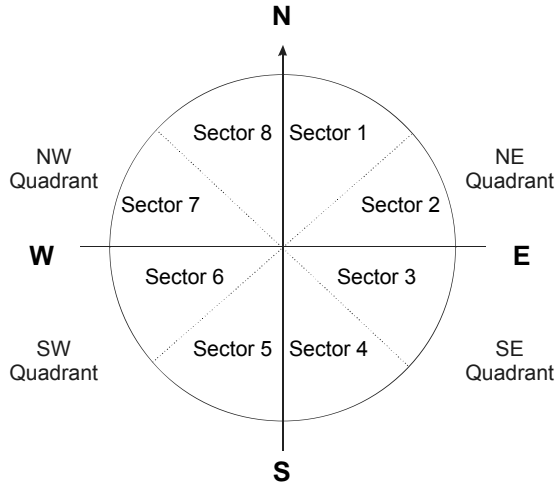 N
Sector 8
Sector 1
NW
Quadrant
NE
Quadrant
Sector 7
Sector 2
W
E
Sector 6
Sector 3
SW
Quadrant
Sector 5
Sector 4
SE
Quadrant
S